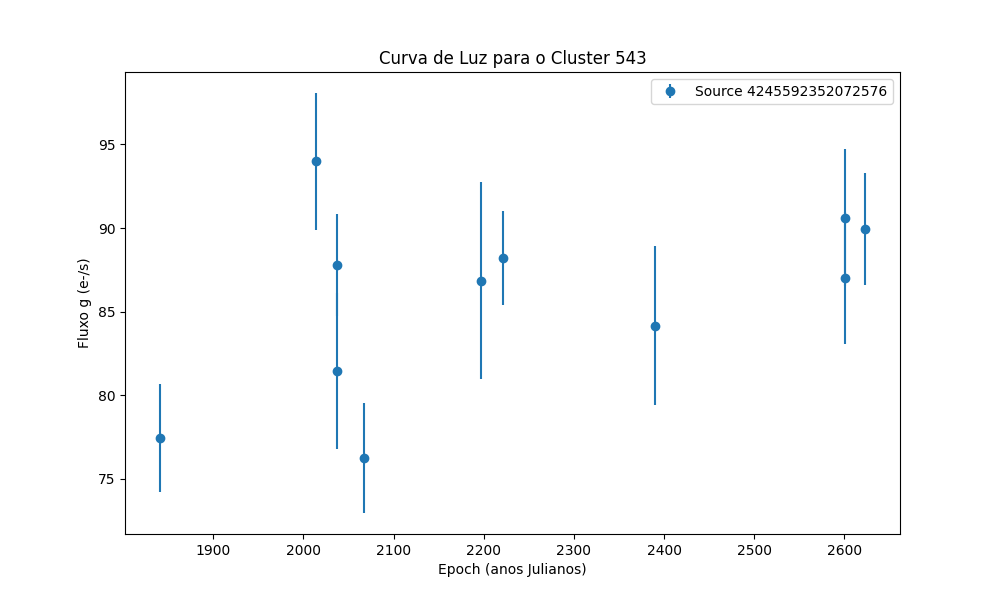 Curva de Luz para o Cluster 543
Source 4245592352072576
95
90
85
80
75
Fluxo g (e-/s)
1900 2000 2100 2200 2300 2400 2500 2600
Epoch (anos Julianos)